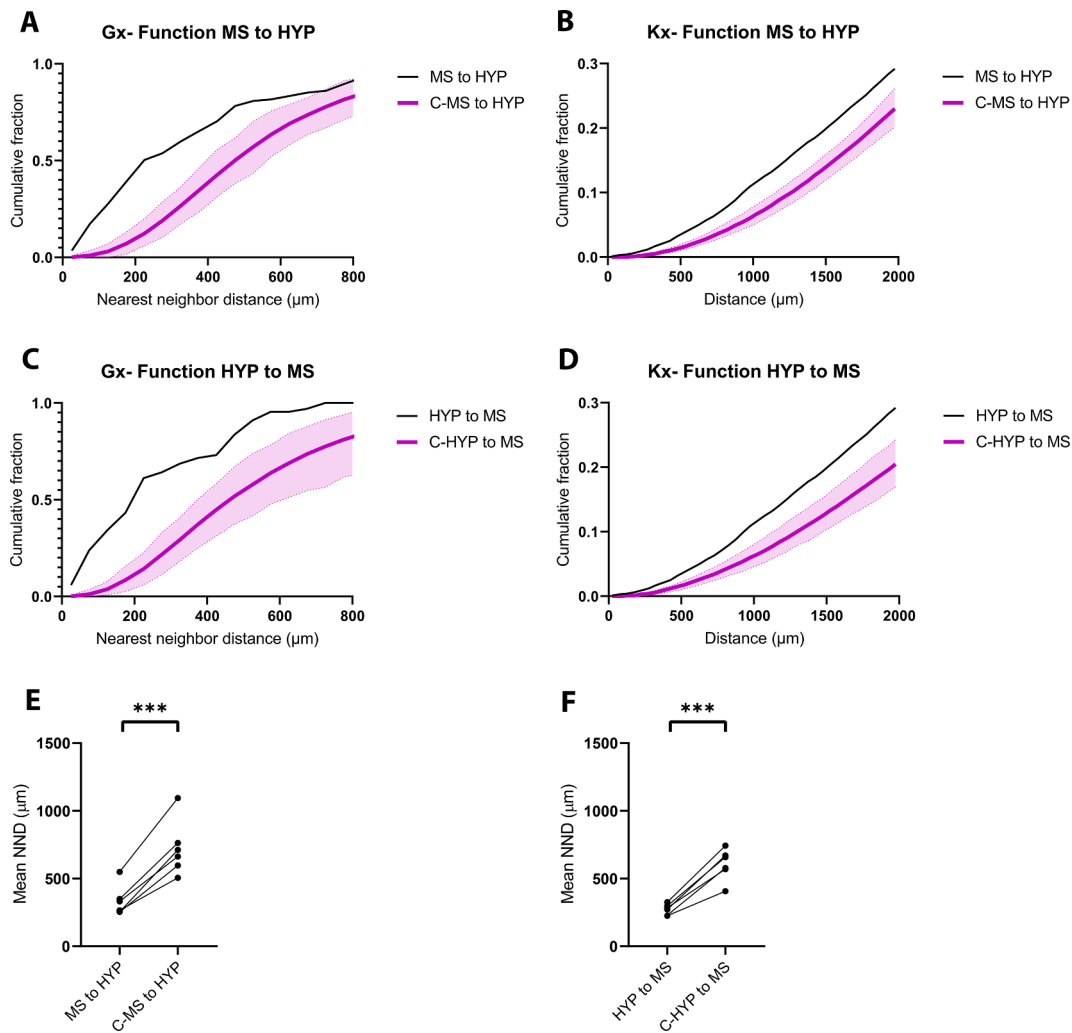 A
Gx- Function MS to HYP
1.0
0.5
0.0
Cumulative fraction
0
200
400
600
800
Nearest neighbor distance (μm)
MS to HYP
C-MS to HYP
B
Kx- Function MS to HYP
0.3
0.2
0.1
0.0
Cumulative fraction
0
500
1000
1500
2000
Distance (μm)
MS to HYP
C-MS to HYP
C
Gx- Function HYP to MS
1.0
0.5
0.0
Cumulative fraction
0
200
400
600
800
Nearest neighbor distance (μm)
HYP to MS
C-HYP to MS
D
Kx- Function HYP to MS
0.3
0.2
0.1
0.0
Cumulative fraction
0
500
1000
1500
2000
Distance (μm)
HYP to MS
C-HYP to MS
E
***
1500
1000
500
0
Mean NND (μm)
MS to HYP
C-MS to HYP
F
***
1500
1000
500
0
Mean NND (μm)
HYP to MS
C-HYP to MS